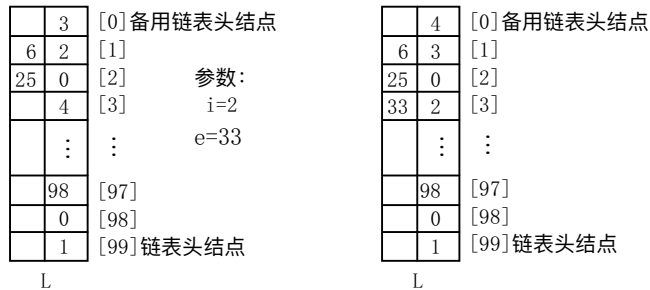 3 [0]备用链表头结点
6 2 [1]
25 0 [2] 参数:
4 [3] i=2
⋮ ⋮ e=33
98 [97]
0 [98]
1 [99]链表头结点
L
4 [0]备用链表头结点
6 3 [1]
25 0 [2]
33 2 [3]
⋮ ⋮
98 [97]
0 [98]
1 [99]链表头结点
L